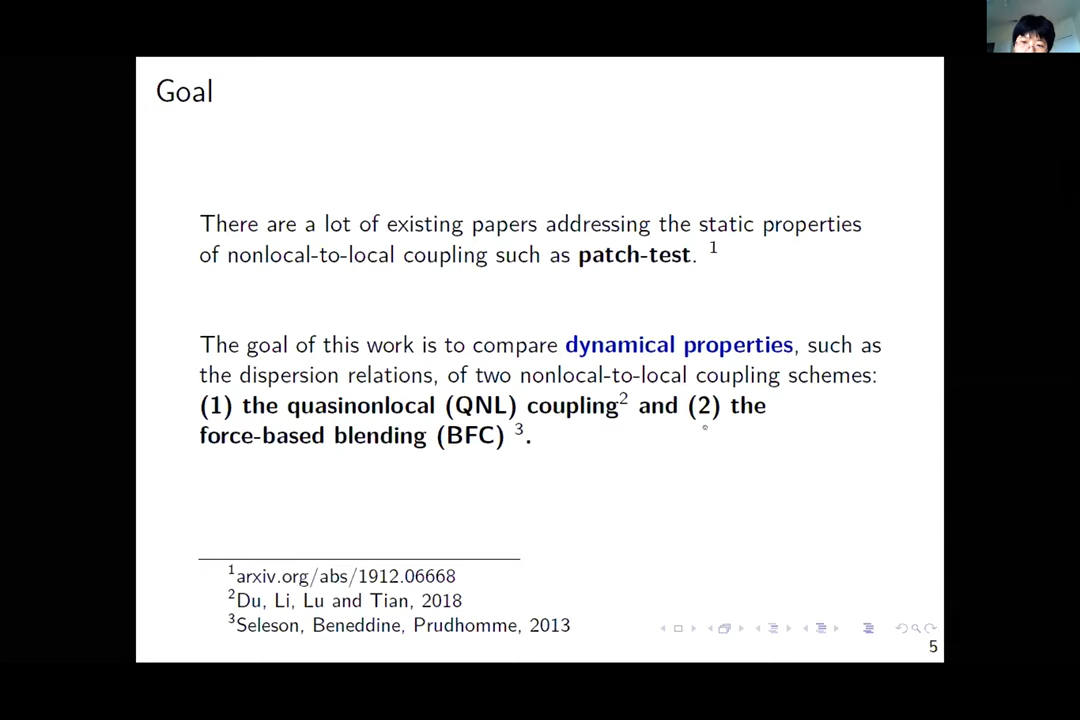 Goal
There are a lot of existing papers addressing the static properties
of nonlocal-to-local coupling such as patch-test. 1
The goal of this work is to compare dynamical properties, such as
the dispersion relations, of two nonlocal-to-local coupling schemes:
(1) the quasinonlocal (QNL) coupling2 and (2) the
force-based blending (BFC) 3.
1arxiv.org/abs/1912.06668
2Du, Li, Lu and Tian, 2018
3Seleson, Beneddine, Prudhomme, 2013
5